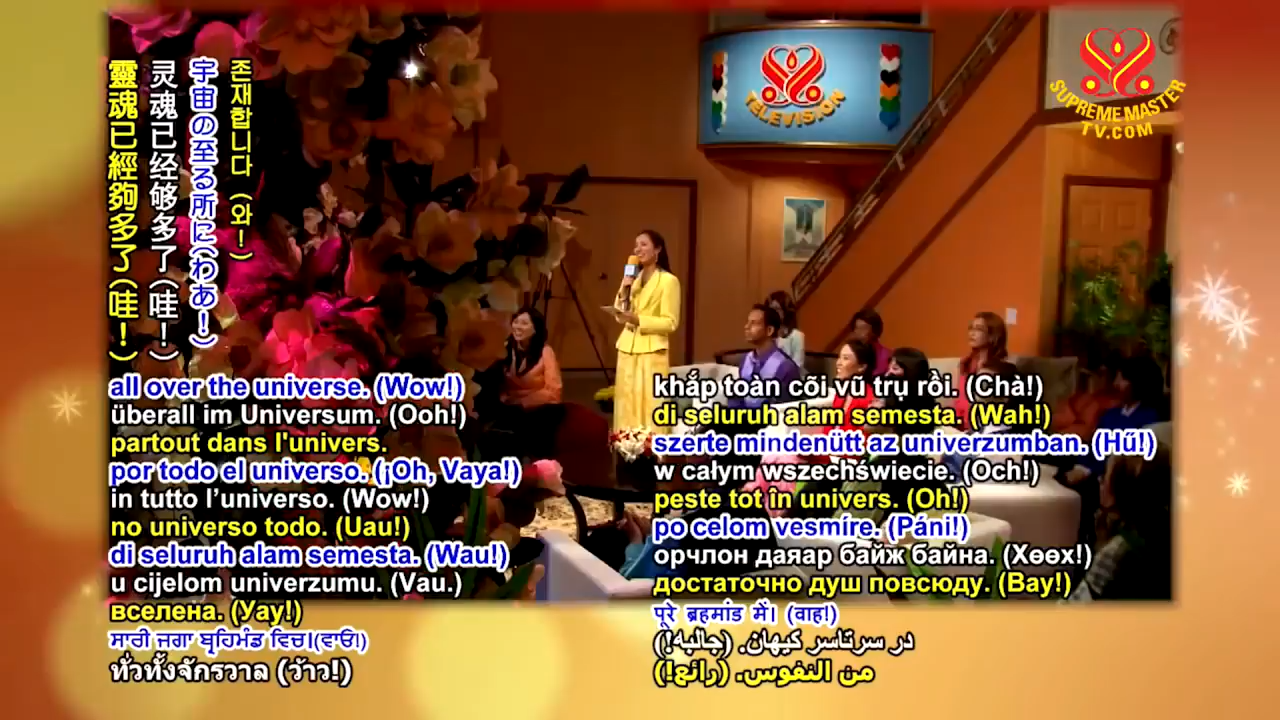 靈魂已經夠多了(哇!)
灵魂已经够多了(哇!)
宇宙の至る所に(わあ!)
존재합니다 (와!)
TELEVISION
SUPREME MASTER
TV.COM
all over the universe. (Wow!)
überall im Universum. (Ooh!)
partout dans l'univers.
por todo el universo. (¡Oh, Vaya!)
in tutto l’universo. (Wow!)
no universo todo. (Uau!)
di seluruh alam semesta. (Wau!)
u cijelom univerzumu. (Vau.)
вселена. (Уау!)
ਸਾਰੀ ਜਗਾ ਬ੍ਰਹਿਮੰਡ ਵਿਚ।(ਵਾਓ!)
ทั่วทั้งจักรวาล (ว้าว!)
khắp toàn cõi vũ trụ rồi. (Chà!)
di seluruh alam semesta. (Wah!)
szerte mindenütt az univerzumban. (Hű!)
w całym wszechświecie. (Och!)
peste tot în univers. (Oh!)
po celom vesmíre. (Páni!)
орчлон даяар байж байна. (Хөөх!)
достаточно душ повсюду. (Вау!)
पूरे ब्रहमांड में। (वाह!)
در سرتاسر کیهان. (جالبه!)
من النفوس. (رائع!)